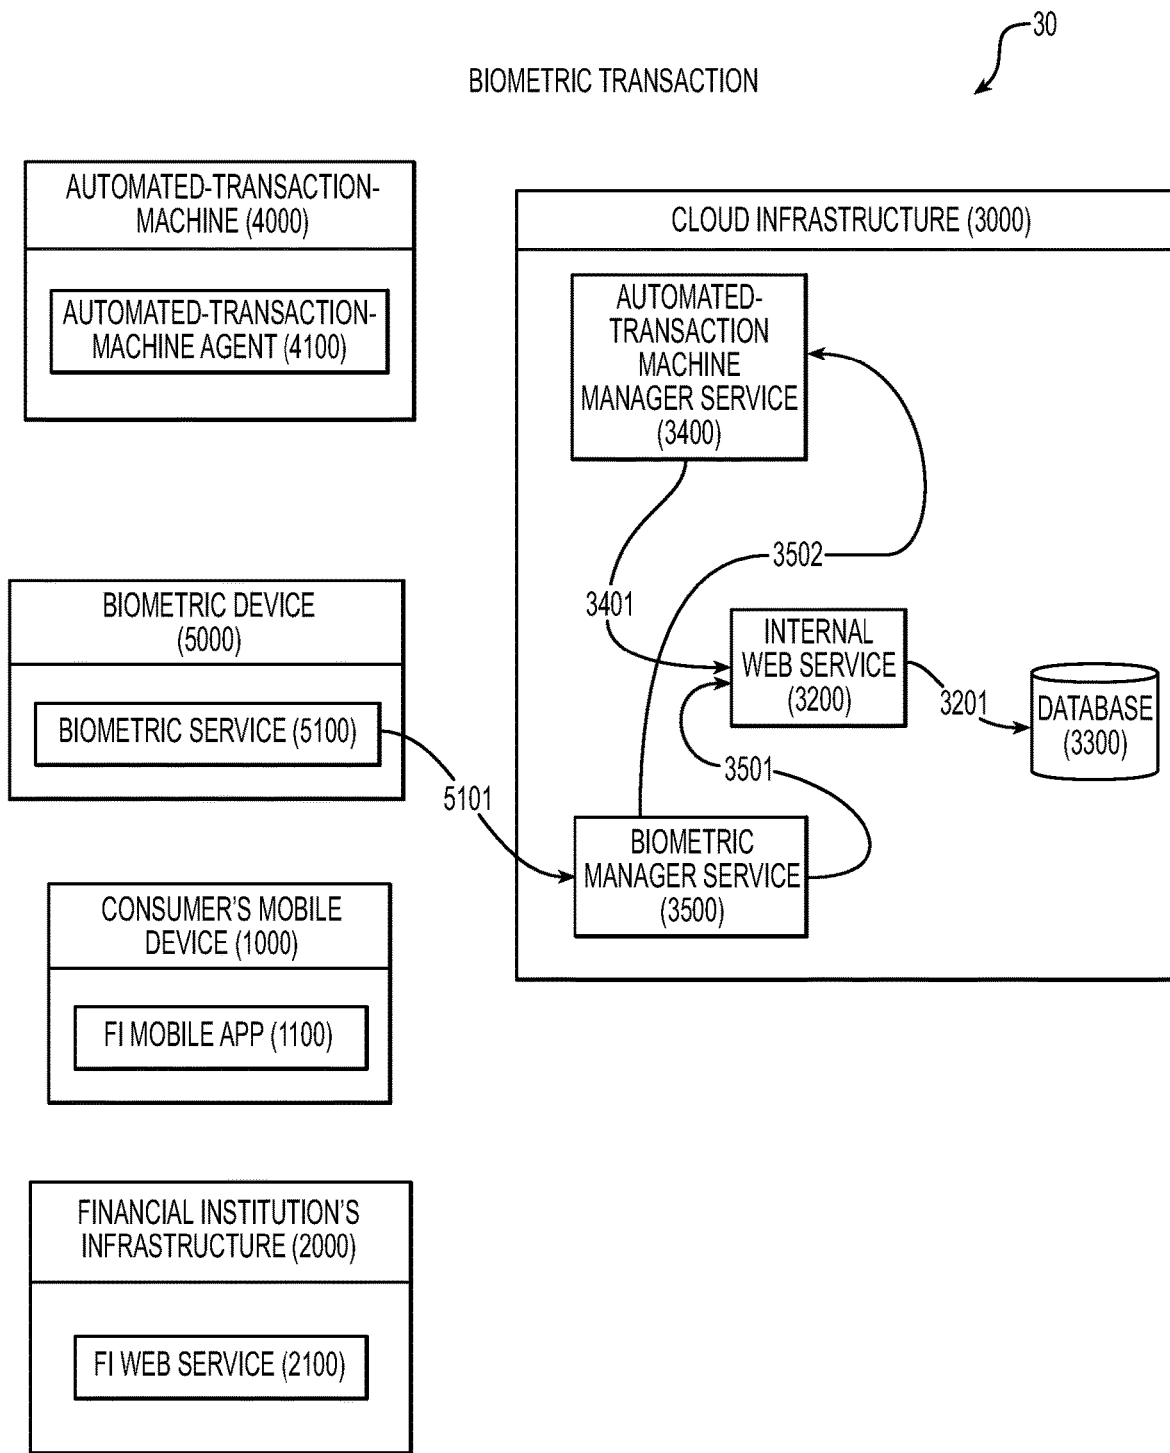 30
BIOMETRIC TRANSACTION
AUTOMATED-TRANSACTION-
MACHINE (4000)
AUTOMATED-TRANSACTION-
MACHINE AGENT (4100)
CLOUD INFRASTRUCTURE (3000)
AUTOMATED-
TRANSACTION
MACHINE
MANAGER SERVICE
(3400)
3502
3401
BIOMETRIC DEVICE
(5000)
BIOMETRIC SERVICE (5100)
5101
INTERNAL
WEB SERVICE
(3200)
3201
DATABASE
(3300)
3501
BIOMETRIC
MANAGER SERVICE
(3500)
CONSUMER'S MOBILE
DEVICE (1000)
FI MOBILE APP (1100)
FINANCIAL INSTITUTION'S
INFRASTRUCTURE (2000)
FI WEB SERVICE (2100)